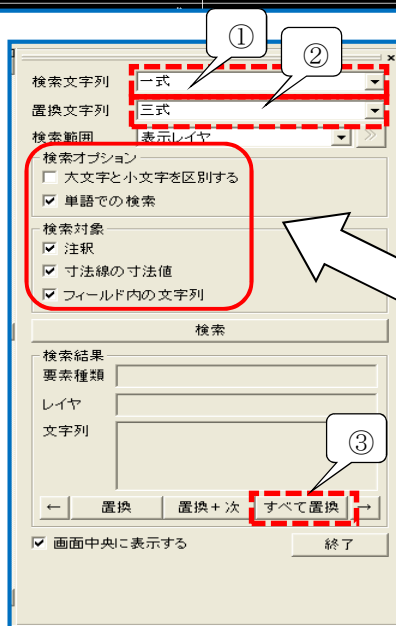 ①
②
検索文字列 一式
置換文字列 三式
検索範囲 表示レイヤ >>
検索オプション
大文字と小文字を区別する
単語での検索
検索対象
注釈
寸法線の寸法値
フィールド内の文字列
検索
検索結果
要素種類
レイヤ
文字列
③
← 置換 置換+次 すべて置換 →
画面中央に表示する 終了